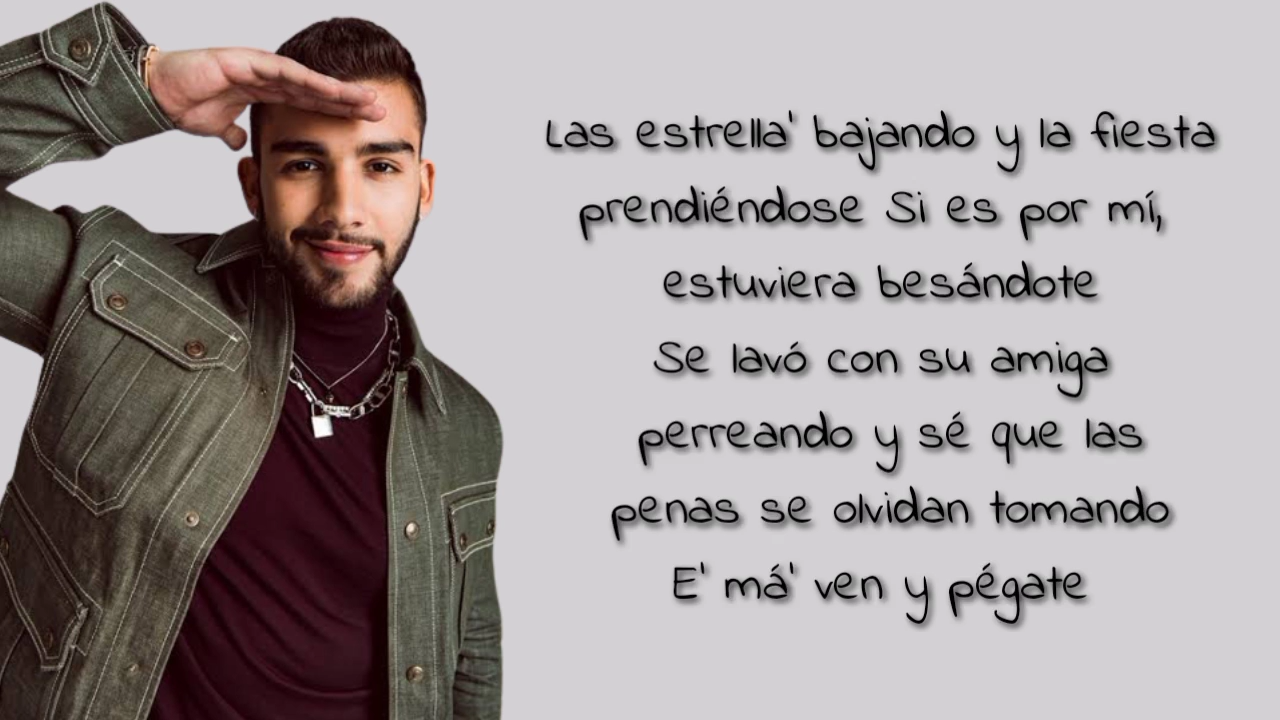 Las estrella' bajando y la fiesta
prendiéndose Si es por mí,
estuviera besándote
Se lavó con su amiga
perreando y sé que las
penas se olvidan tomando
E' má' ven y pégate